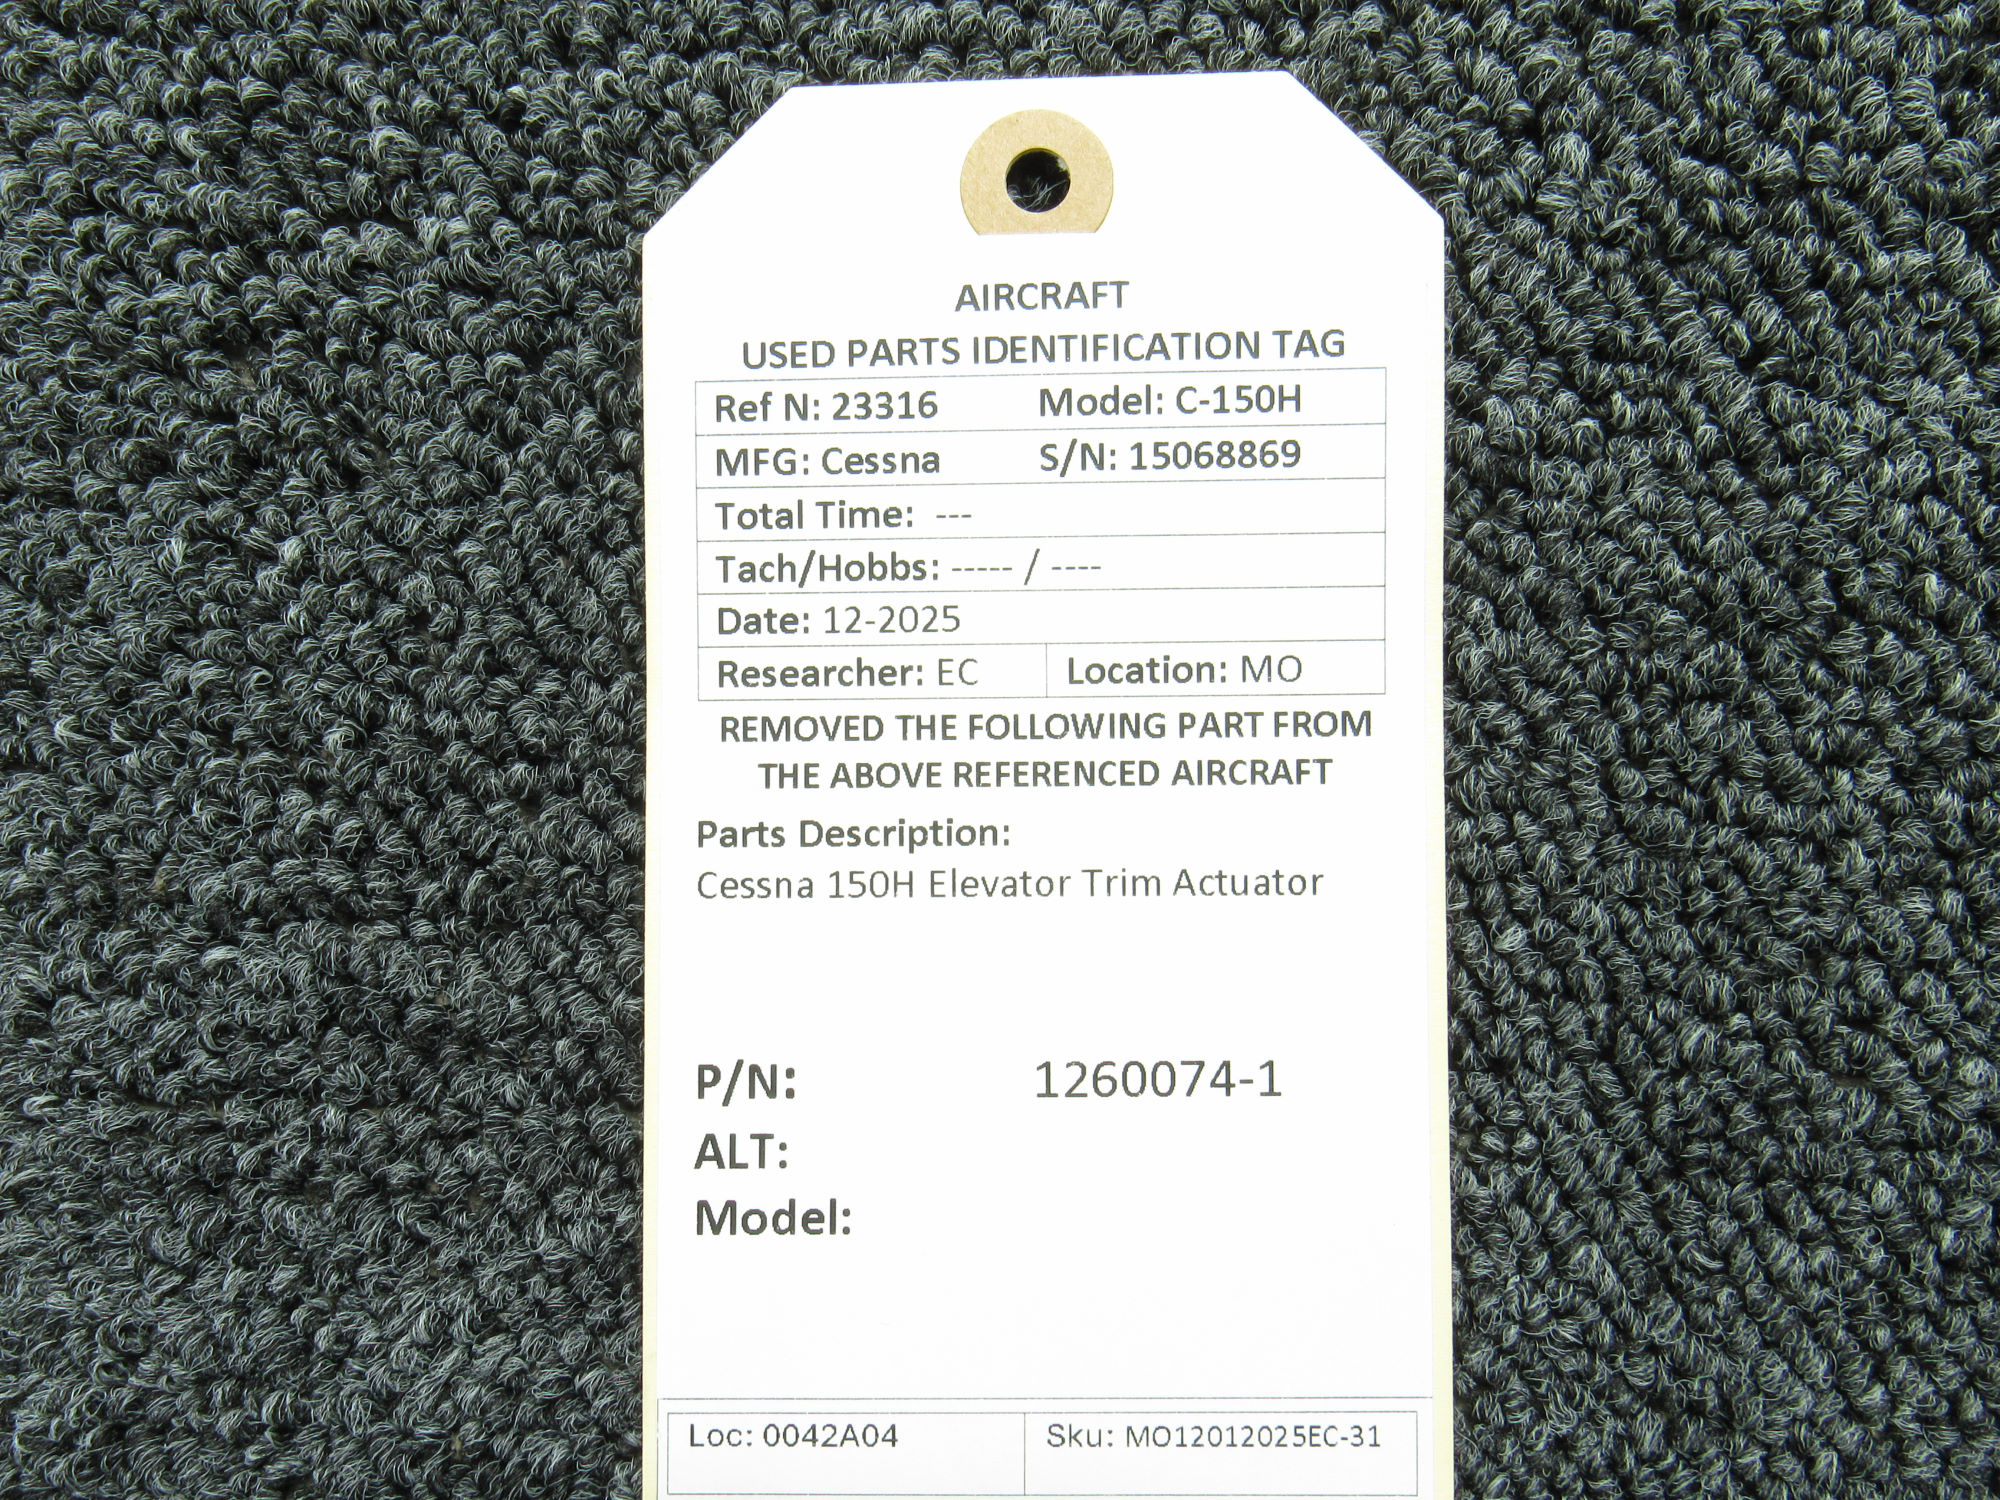 AIRCRAFT
USED PARTS IDENTIFICATION TAG
Ref N: 23316 Model: C-150H
MFG: Cessna S/N: 15068869
Total Time: ---
Tach/Hobbs: ----- / ----
Date: 12-2025
Researcher: EC Location: MO
REMOVED THE FOLLOWING PART FROM
THE ABOVE REFERENCED AIRCRAFT
Parts Description:
Cessna 150H Elevator Trim Actuator
P/N: 1260074-1
ALT:
Model:
Loc: 0042A04 Sku: MO12012025EC-31